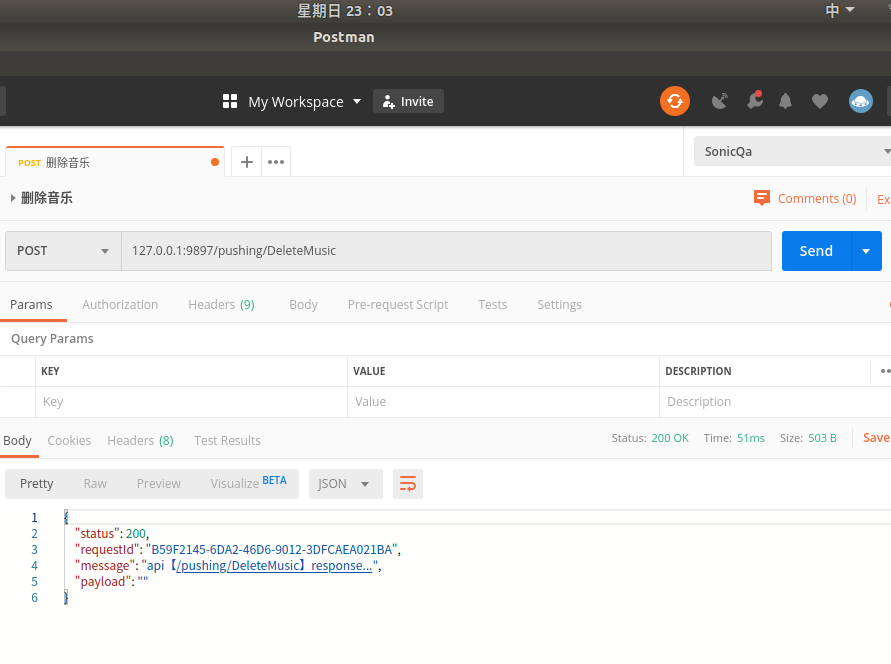 星期日 23：03
中
Postman
My Workspace
Invite
POST 删除音乐
SonicQa
删除音乐
Comments (0)
Ex
POST
127.0.0.1:9897/pushing/DeleteMusic
Send
Params Authorization Headers (9) Body Pre-request Script Tests Settings
Query Params
KEY VALUE DESCRIPTION
Key Value Description
Body Cookies Headers (8) Test Results Status: 200 OK Time: 51ms Size: 503 B Save
Pretty Raw Preview Visualize BETA JSON
1 {
2 "status": 200,
3 "requestId": "B59F2145-6DA2-46D6-9012-3DFCAEA021BA",
4 "message": "api【/pushing/DeleteMusic】response...",
5 "payload": ""
6 }